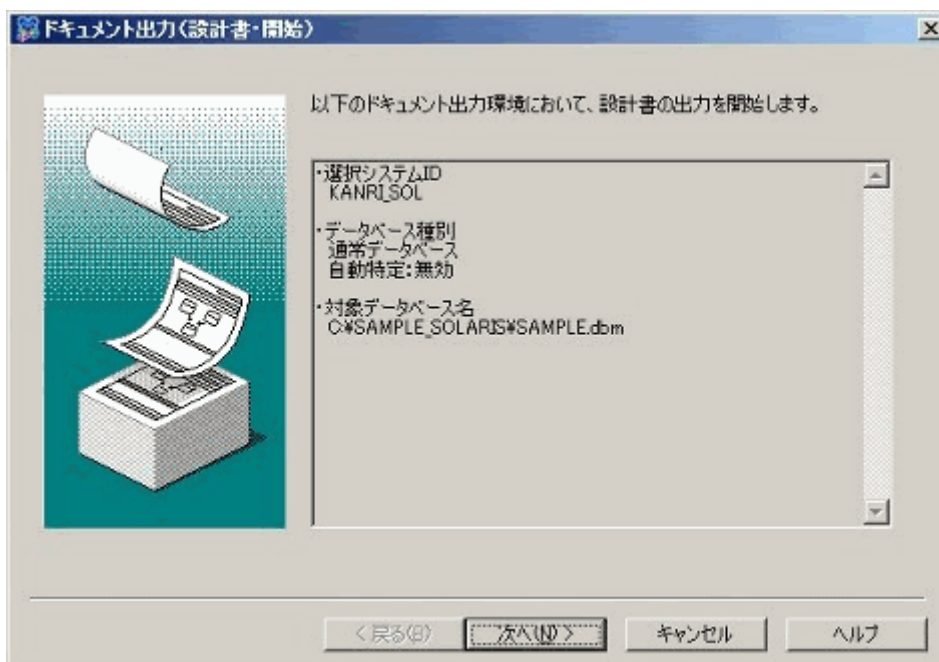 ドキュメント出力(設計書・開始)
以下のドキュメント出力環境において、設計書の出力を開始します。
・選択システムID
KANRI_SOL
・データベース種別
通常データベース
自動特定:無効
・対象データベース名
C:¥SAMPLE_SOLARIS¥SAMPLE.dbm
< 戻る(B)
次へ(N) >
キャンセル
ヘルプ